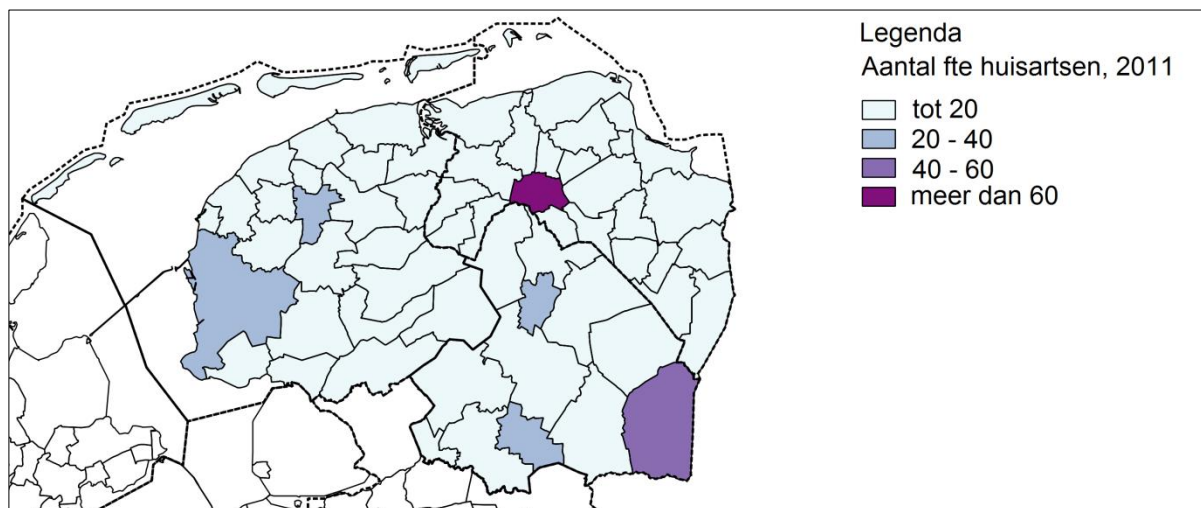 Legenda
Aantal fte huisartsen, 2011
tot 20
20 - 40
40 - 60
meer dan 60